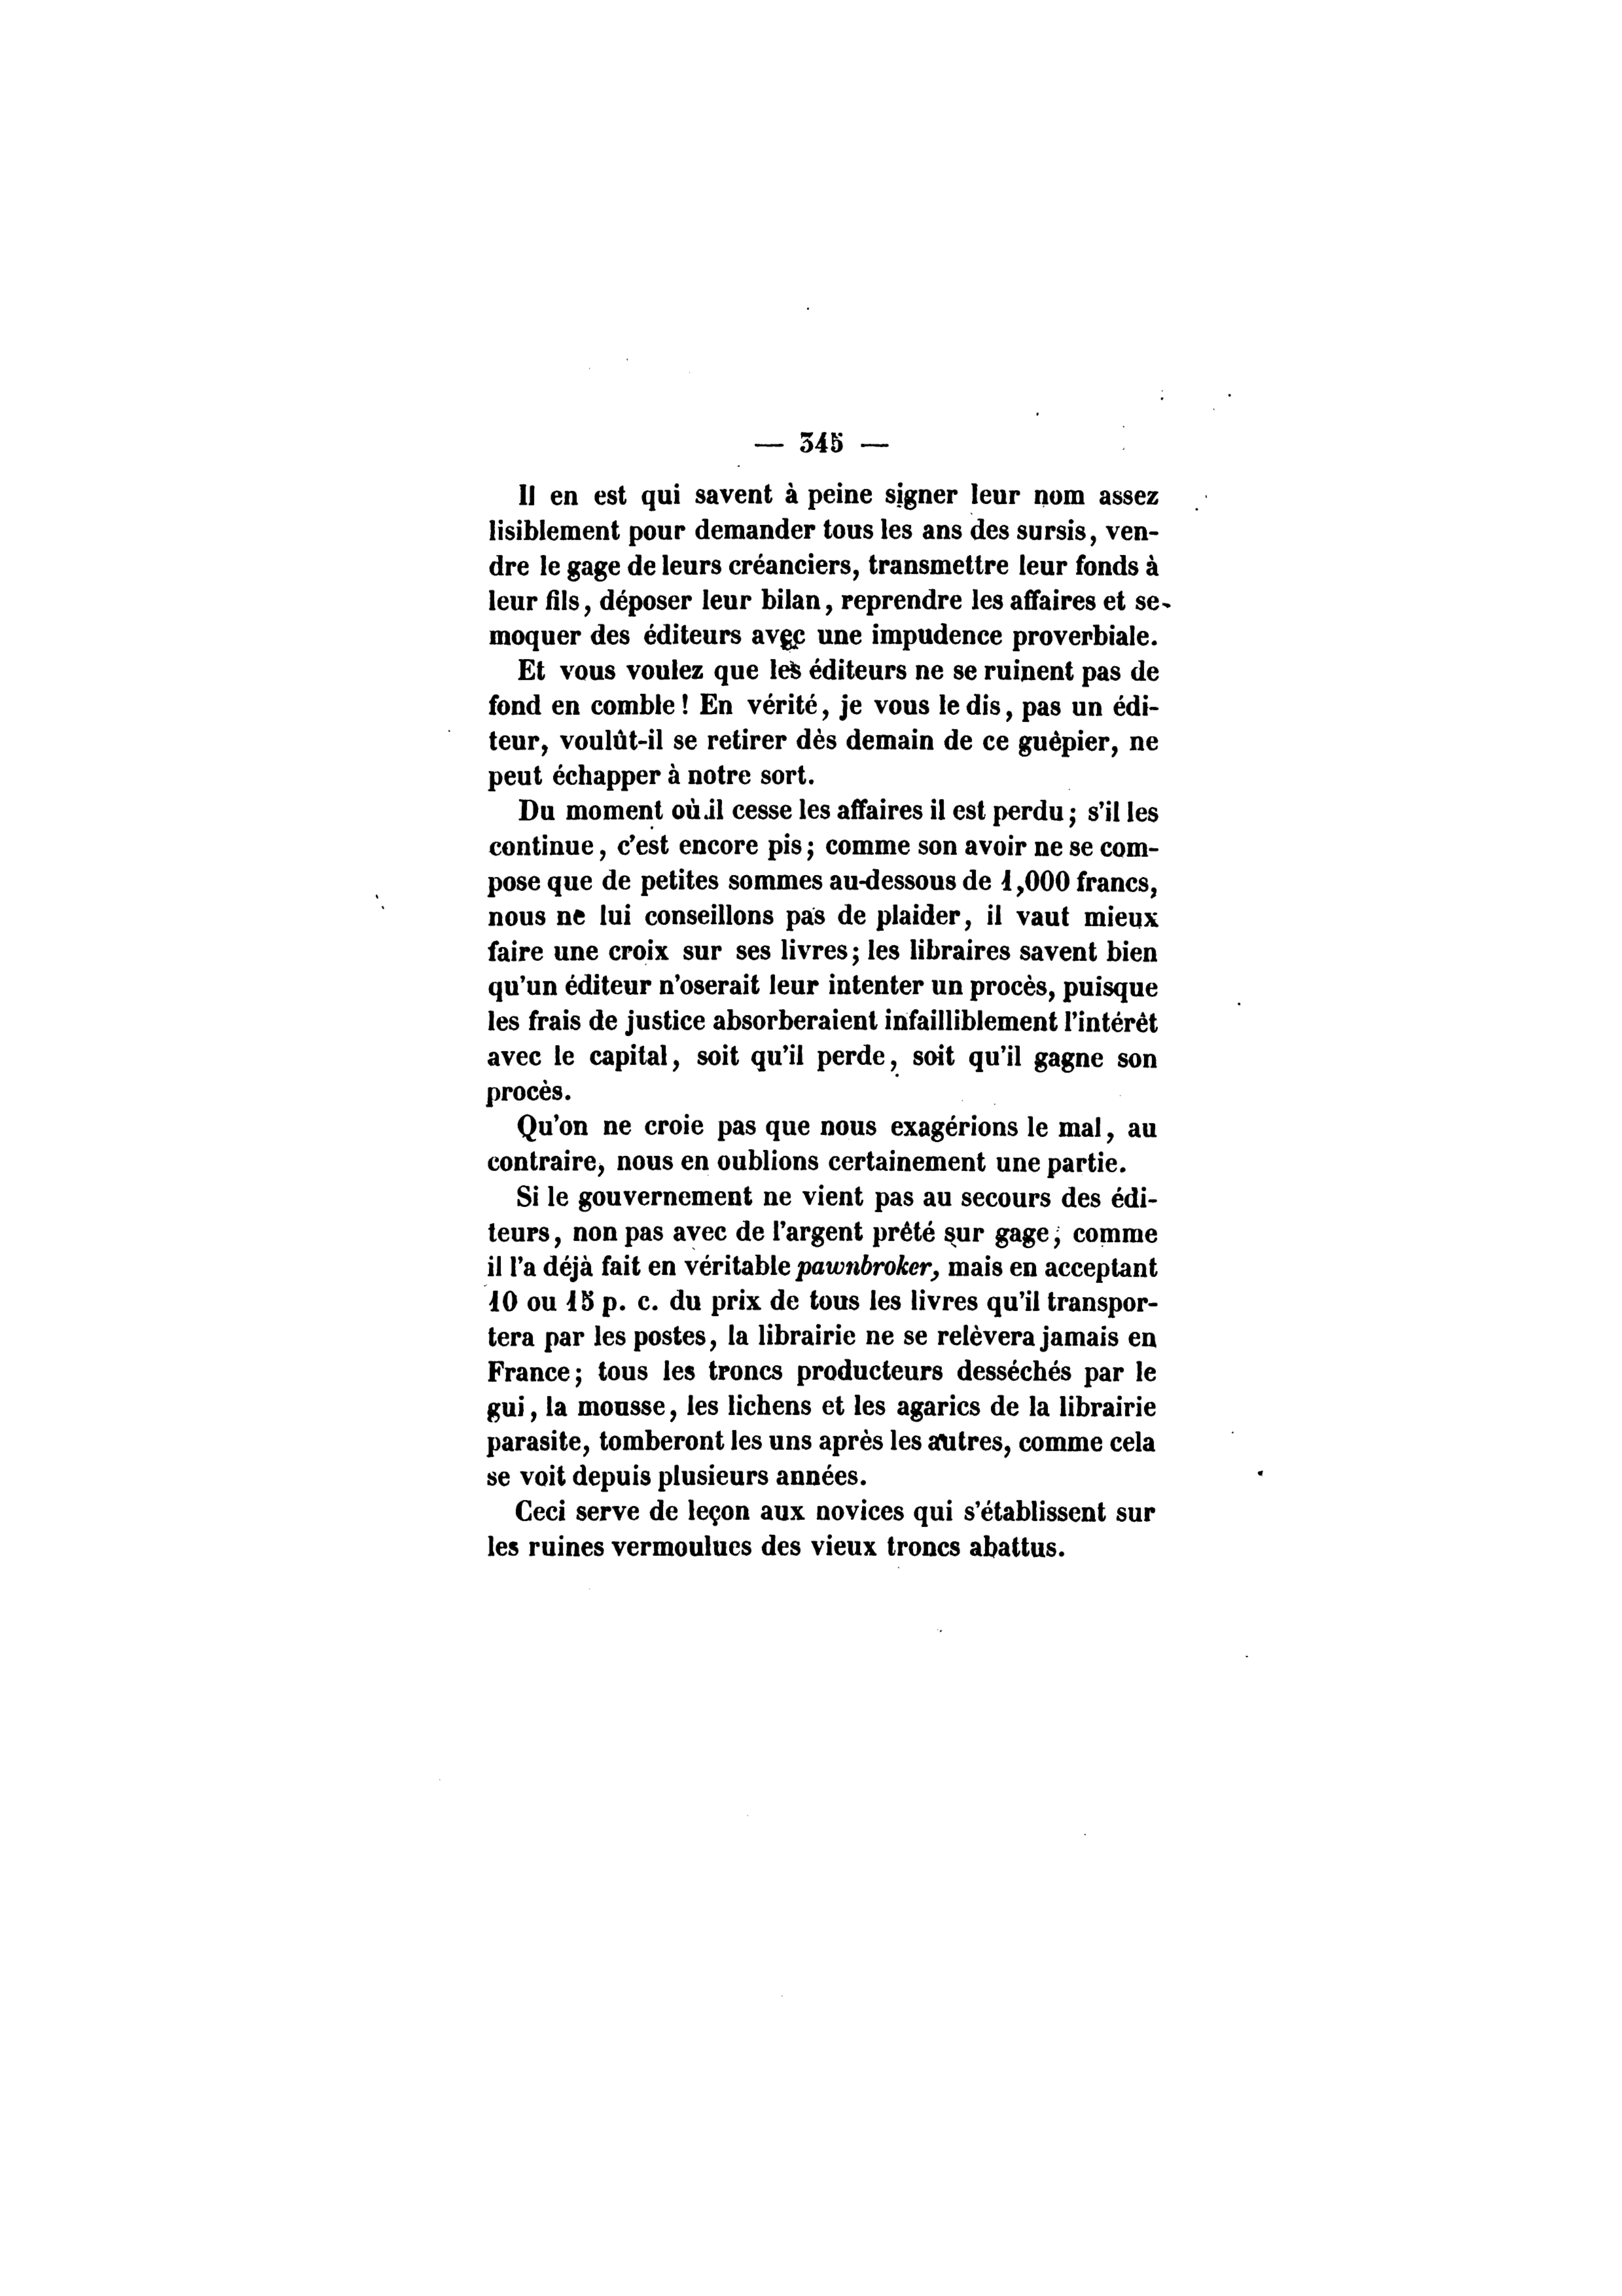 — 345 —
Il en est qui savent à peine signer leur nom assez
lisiblement pour demander tous les ans des sursis, ven-
dre le gage de leurs créanciers, transmettre leur fonds à
leur fils, déposer leur bilan, reprendre les affaires et se-
moquer des éditeurs avec une impudence proverbiale.
Et vous voulez que les éditeurs ne se ruinent pas de
fond en comble ! En vérité, je vous le dis, pas un édi-
teur, voulût-il se retirer dès demain de ce guêpier, ne
peut échapper à notre sort.
Du moment où il cesse les affaires il est perdu ; s'il les
continue, c'est encore pis ; comme son avoir ne se com-
pose que de petites sommes au-dessous de 1,000 francs,
nous ne lui conseillons pas de plaider, il vaut mieux
faire une croix sur ses livres ; les libraires savent bien
qu'un éditeur n'oserait leur intenter un procès, puisque
les frais de justice absorberaient infailliblement l'intérêt
avec le capital, soit qu'il perde, soit qu'il gagne son
procès.
Qu'on ne croie pas que nous exagérions le mal, au
contraire, nous en oublions certainement une partie.
Si le gouvernement ne vient pas au secours des édi-
teurs, non pas avec de l'argent prêté sur gage, comme
il l'a déjà fait en véritable pawnbroker, mais en acceptant
10 ou 15 p. c. du prix de tous les livres qu'il transpor-
tera par les postes, la librairie ne se relèvera jamais en
France ; tous les troncs producteurs desséchés par le
gui, la mousse, les lichens et les agarics de la librairie
parasite, tomberont les uns après les autres, comme cela
se voit depuis plusieurs années.
Ceci serve de leçon aux novices qui s'établissent sur
les ruines vermoulues des vieux troncs abattus.